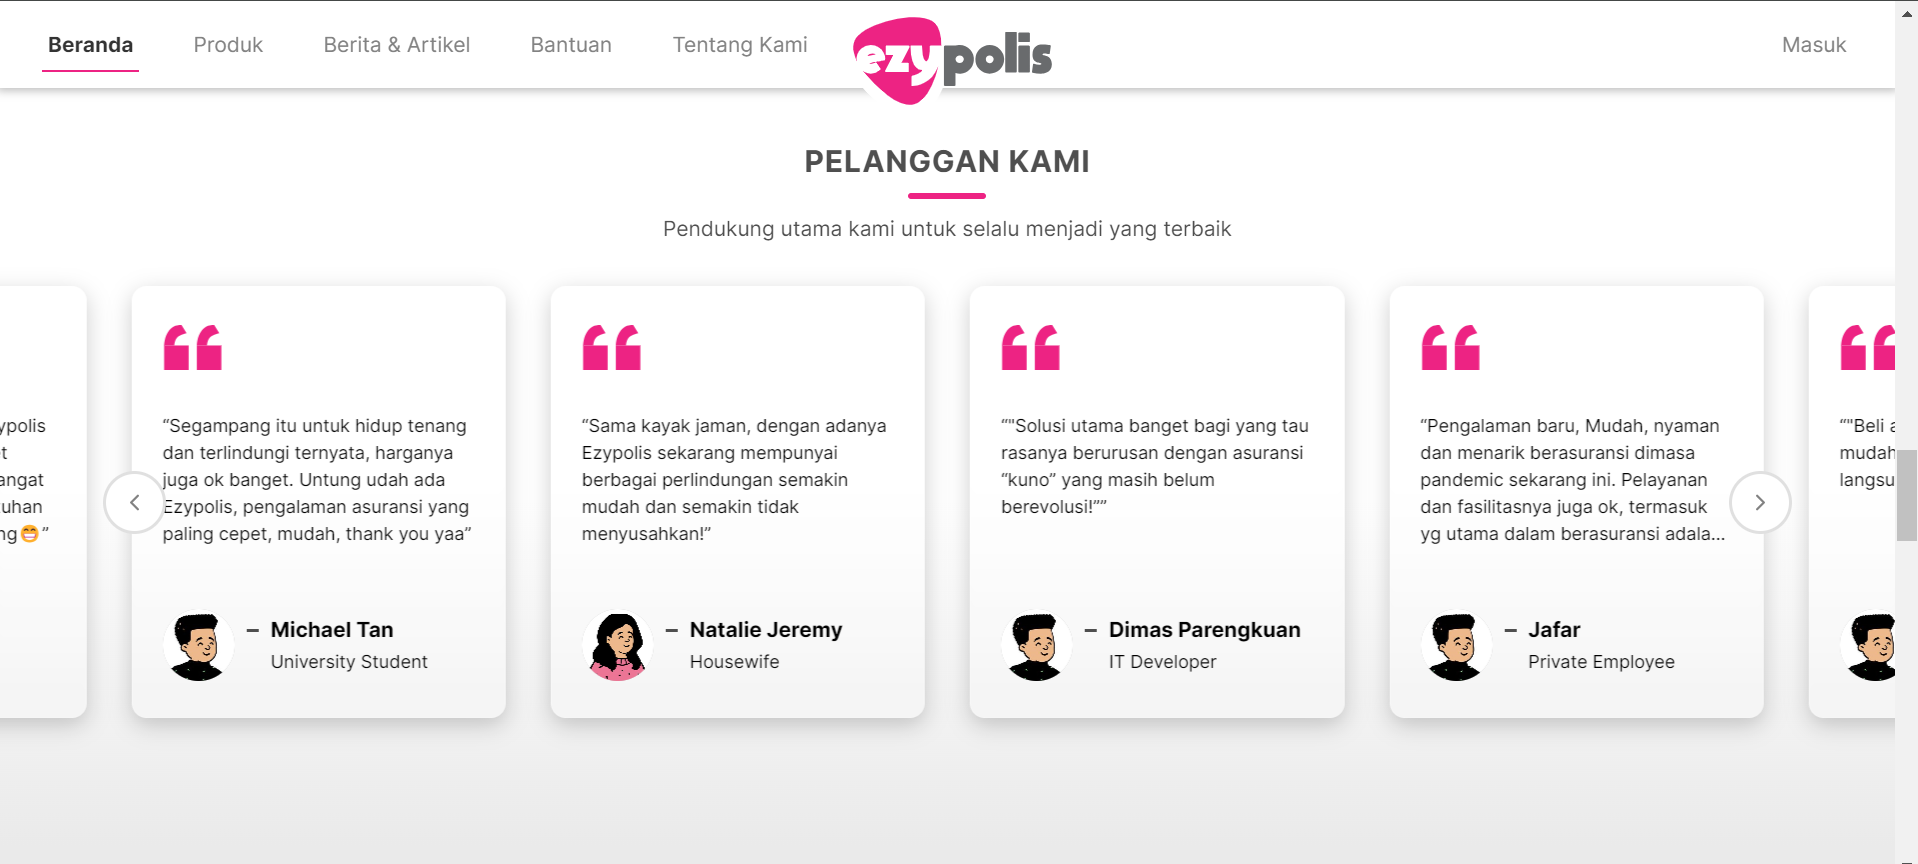 Beranda
Produk
Berita & Artikel
Bantuan
Tentang Kami
ezypolis
Masuk
PELANGGAN KAMI
Pendukung utama kami untuk selalu menjadi yang terbaik
ypolis
t
angat
uhan
ng😁”
“Segampang itu untuk hidup tenang
dan terlindungi ternyata, harganya
juga ok banget. Untung udah ada
Ezypolis, pengalaman asuransi yang
paling cepet, mudah, thank you yaa”
– Michael Tan
University Student
“Sama kayak jaman, dengan adanya
Ezypolis sekarang mempunyai
berbagai perlindungan semakin
mudah dan semakin tidak
menyusahkan!”
– Natalie Jeremy
Housewife
“"Solusi utama banget bagi yang tau
rasanya berurusan dengan asuransi
“kuno” yang masih belum
berevolusi!"”
– Dimas Parengkuan
IT Developer
“Pengalaman baru, Mudah, nyaman
dan menarik berasuransi dimasa
pandemic sekarang ini. Pelayanan
dan fasilitasnya juga ok, termasuk
yg utama dalam berasuransi adala...
– Jafar
Private Employee
“"Beli a
mudah
langsu